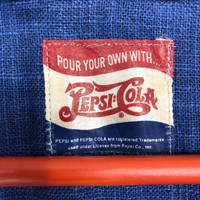 POUR YOUR OWN WITH...
PEPSI-COLA
PEPSI and PEPSI-COLA are registered Trademarks
used under License from Pepsi Co., Inc.